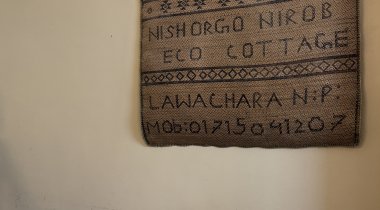 NISHORGO NIROB
ECO COTTAGE
LAWACHARA N:P:
MOb:01715041207